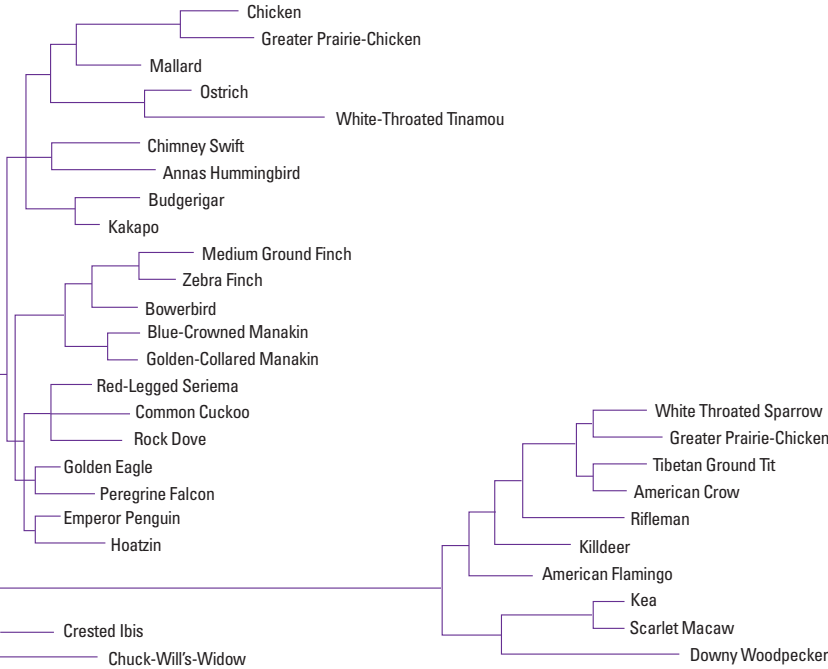 Chicken
Greater Prairie-Chicken
Mallard
Ostrich
White-Throated Tinamou
Chimney Swift
Annas Hummingbird
Budgerigar
Kakapo
Medium Ground Finch
Zebra Finch
Bowerbird
Blue-Crowned Manakin
Golden-Collared Manakin
Red-Legged Seriema
Common Cuckoo
Rock Dove
Golden Eagle
Peregrine Falcon
Emperor Penguin
Hoatzin
White Throated Sparrow
Greater Prairie-Chicken
Tibetan Ground Tit
American Crow
Rifleman
Killdeer
American Flamingo
Kea
Scarlet Macaw
Downy Woodpecker
Crested Ibis
Chuck-Will's-Widow